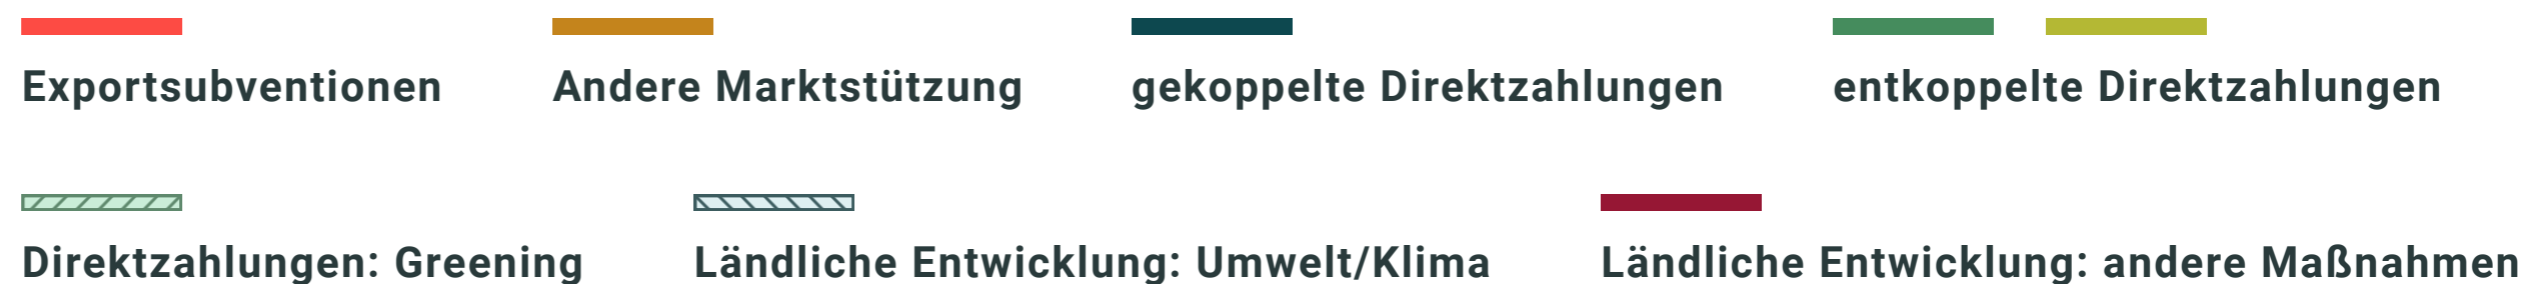 Exportsubventionen Andere Marktstützung gekoppelte Direktzahlungen entkoppelte Direktzahlungen
Direktzahlungen: Greening Ländliche Entwicklung: Umwelt/Klima Ländliche Entwicklung: andere Maßnahmen